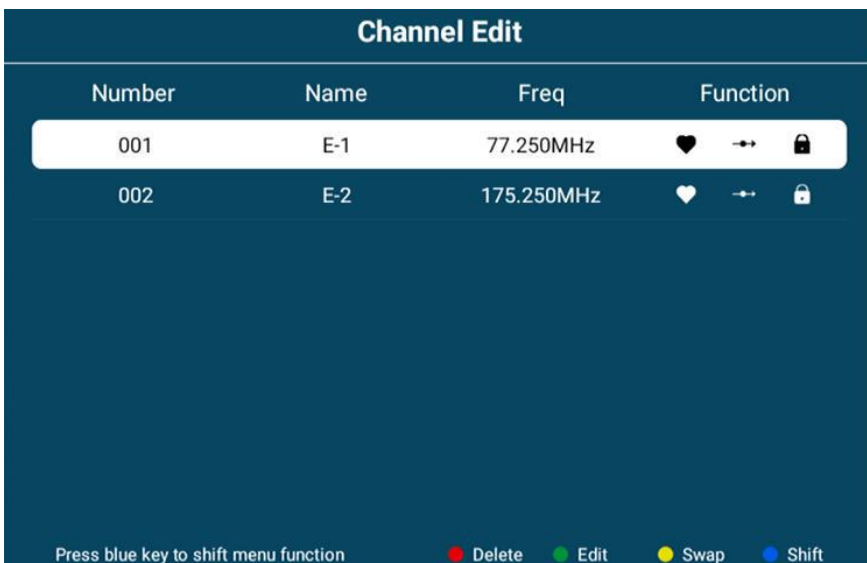 Channel Edit
Number Name Freq Function
001 E-1 77.250MHz
002 E-2 175.250MHz
Press blue key to shift menu function Delete Edit Swap Shift